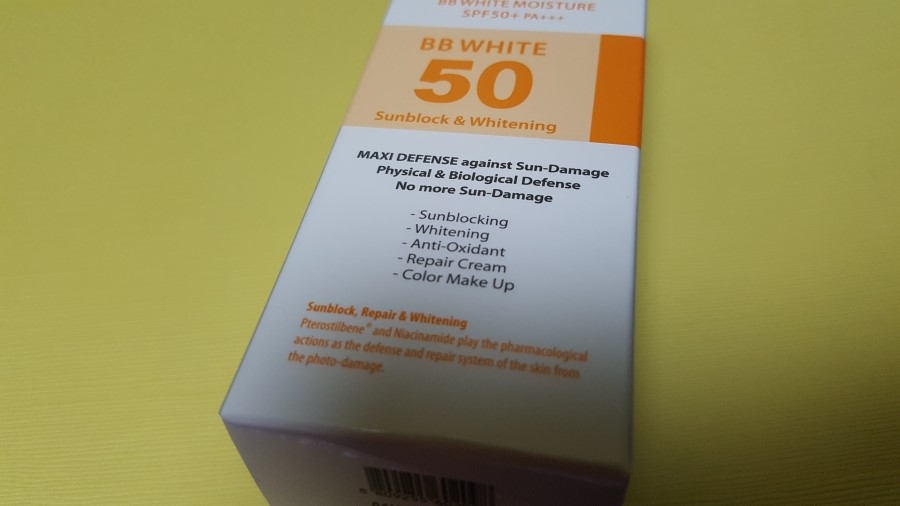 BB WHITE MOISTURE
SPF50+ PA+++
BB WHITE
50
Sunblock & Whitening
MAXI DEFENSE against Sun-Damage
Physical & Biological Defense
No more Sun-Damage
- Sunblocking
- Whitening
- Anti-Oxidant
- Repair Cream
- Color Make Up
Sunblock, Repair & Whitening
Pterostilbene® and Niacinamide play the pharmacological
actions as the defense and repair system of the skin from
the photo-damage.